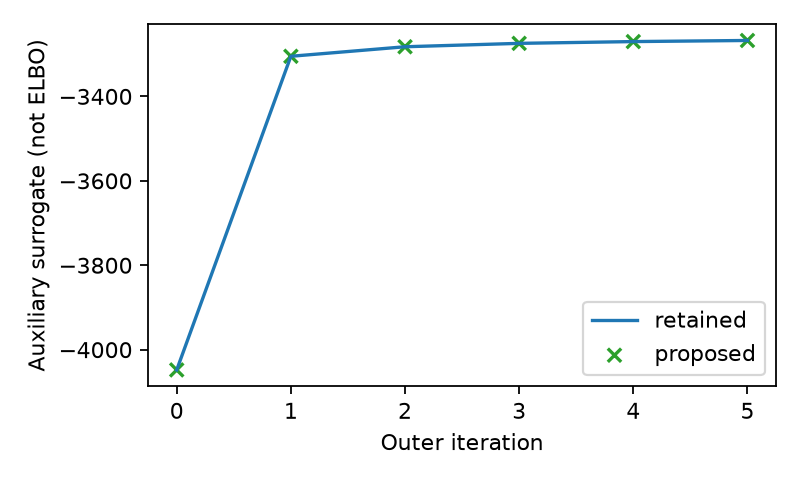 Auxiliary surrogate (not ELBO)
−3400
−3600
−3800
−4000
retained
proposed
0 1 2 3 4 5
Outer iteration